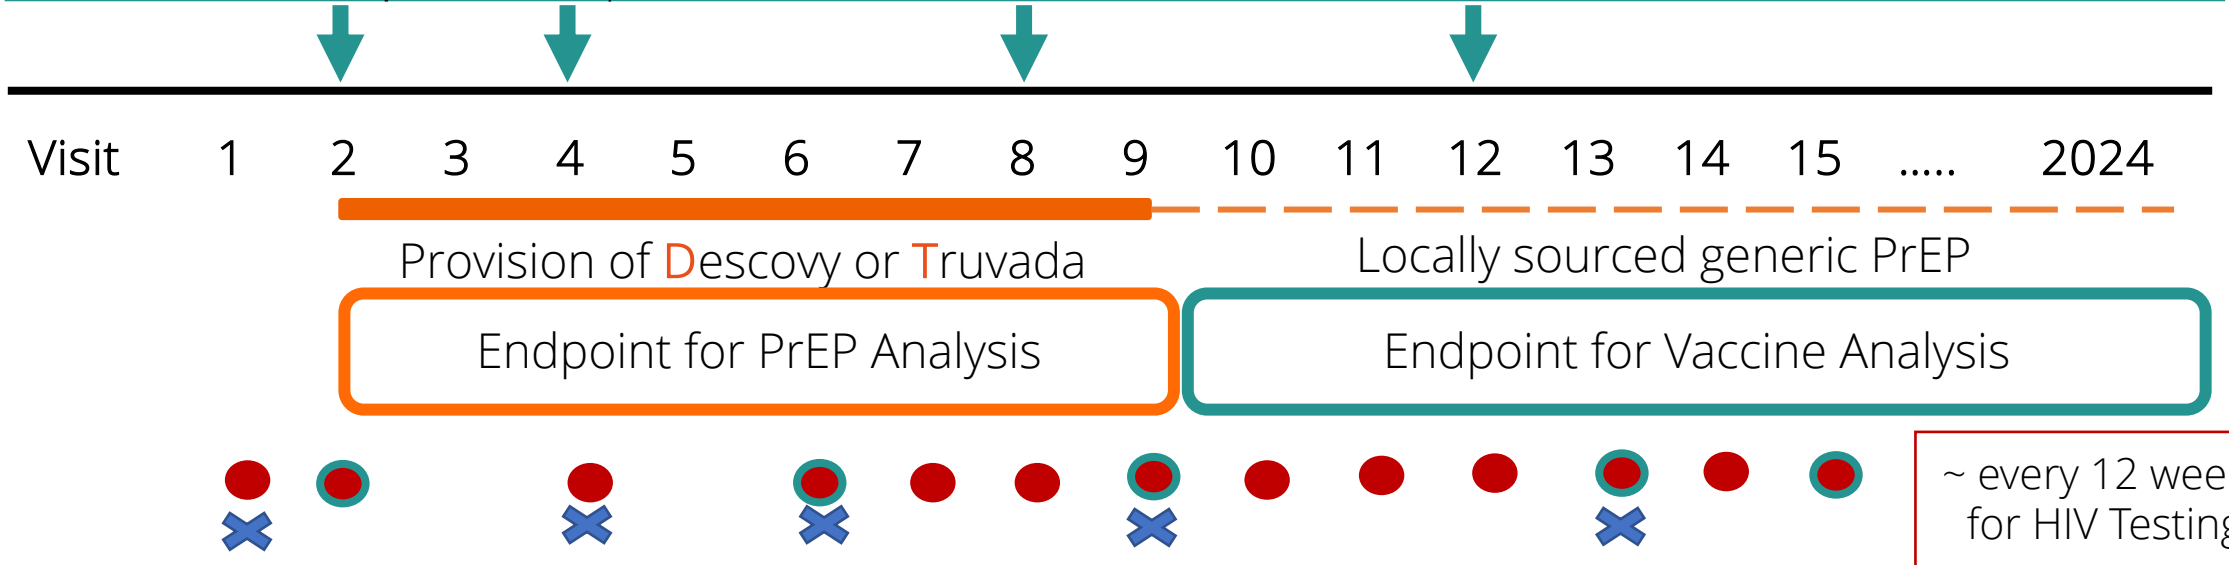 Visit 1 2 3 4 5 6 7 8 9 10 11 12 13 14 15 ..... 2024
Provision of Descovy or Truvada
Locally sourced generic PrEP
Endpoint for PrEP Analysis
Endpoint for Vaccine Analysis
~ every 12 wee
for HIV Testing